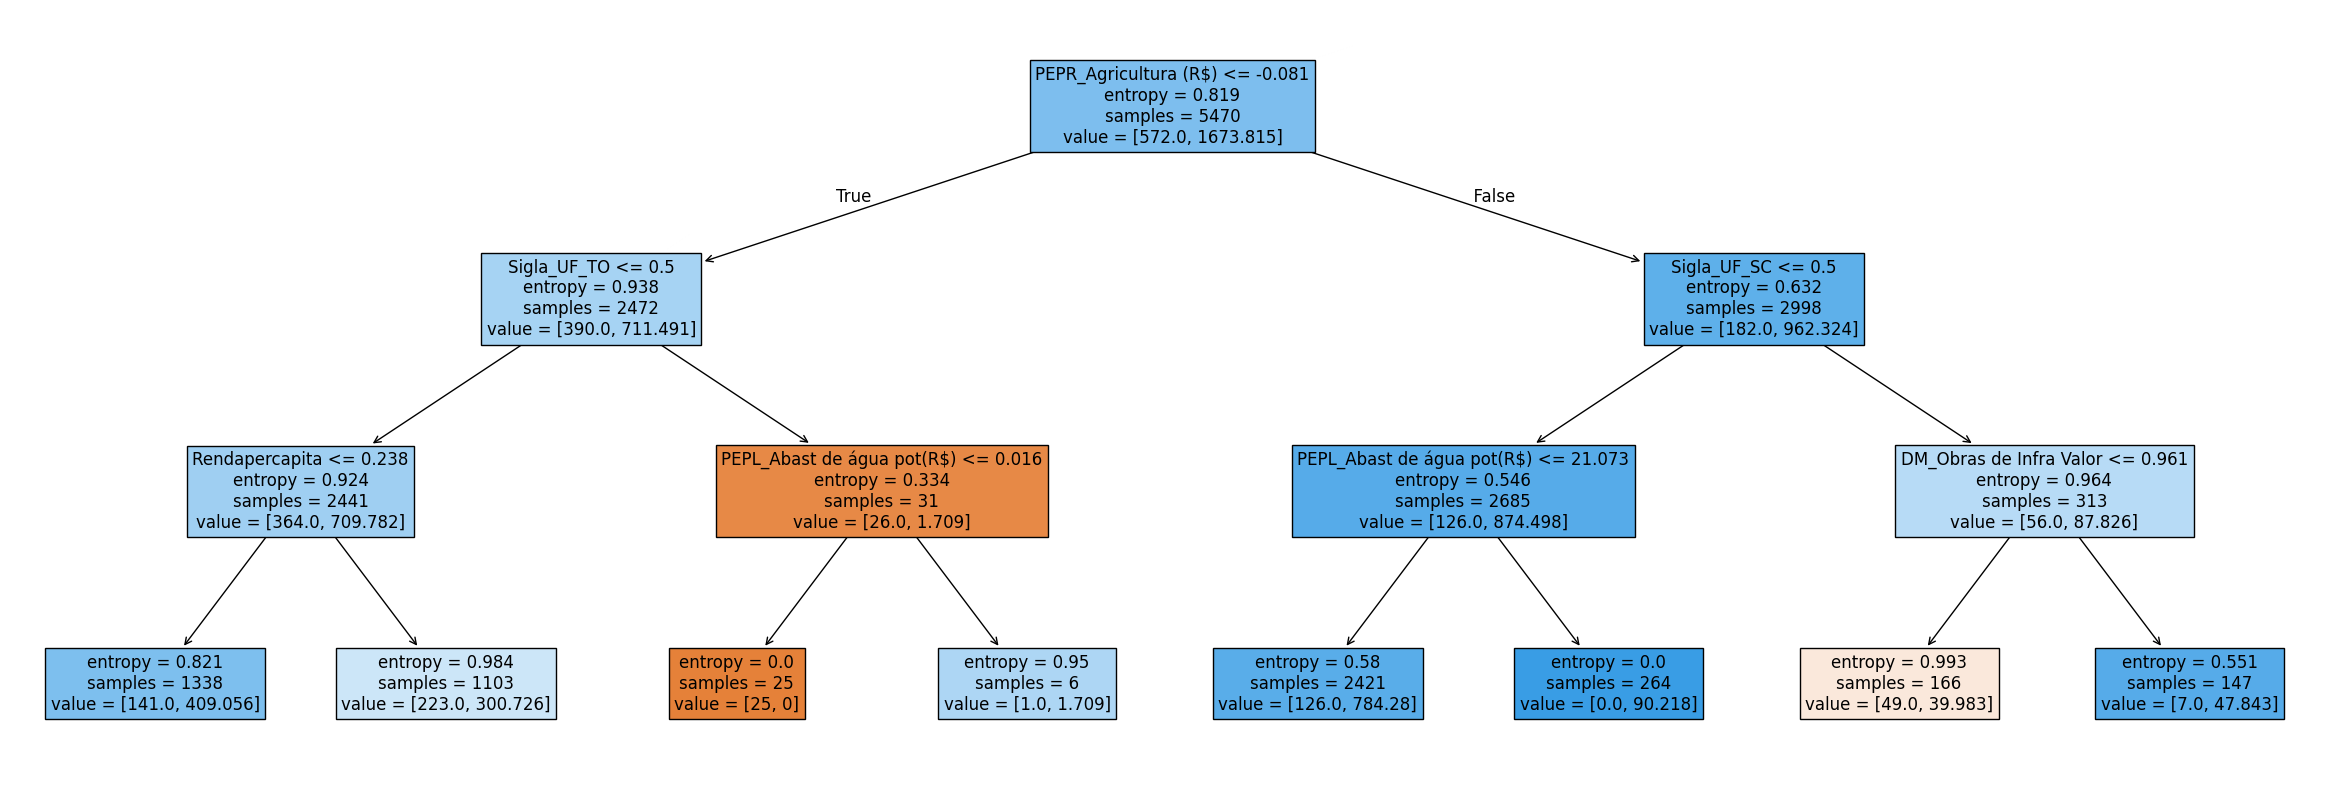 PEPR_Agricultura (R$) <= -0.081
entropy = 0.819
samples = 5470
value = [572.0, 1673.815]
True
False
Sigla_UF_TO <= 0.5
entropy = 0.938
samples = 2472
value = [390.0, 711.491]
Sigla_UF_SC <= 0.5
entropy = 0.632
samples = 2998
value = [182.0, 962.324]
Rendapercapita <= 0.238
entropy = 0.924
samples = 2441
value = [364.0, 709.782]
PEPL_Abast de água pot(R$) <= 0.016
entropy = 0.334
samples = 31
value = [26.0, 1.709]
PEPL_Abast de água pot(R$) <= 21.073
entropy = 0.546
samples = 2685
value = [126.0, 874.498]
DM_Obras de Infra Valor <= 0.961
entropy = 0.964
samples = 313
value = [56.0, 87.826]
entropy = 0.821
samples = 1338
value = [141.0, 409.056]
entropy = 0.984
samples = 1103
value = [223.0, 300.726]
entropy = 0.0
samples = 25
value = [25, 0]
entropy = 0.95
samples = 6
value = [1.0, 1.709]
entropy = 0.58
samples = 2421
value = [126.0, 784.28]
entropy = 0.0
samples = 264
value = [0.0, 90.218]
entropy = 0.993
samples = 166
value = [49.0, 39.983]
entropy = 0.551
samples = 147
value = [7.0, 47.843]